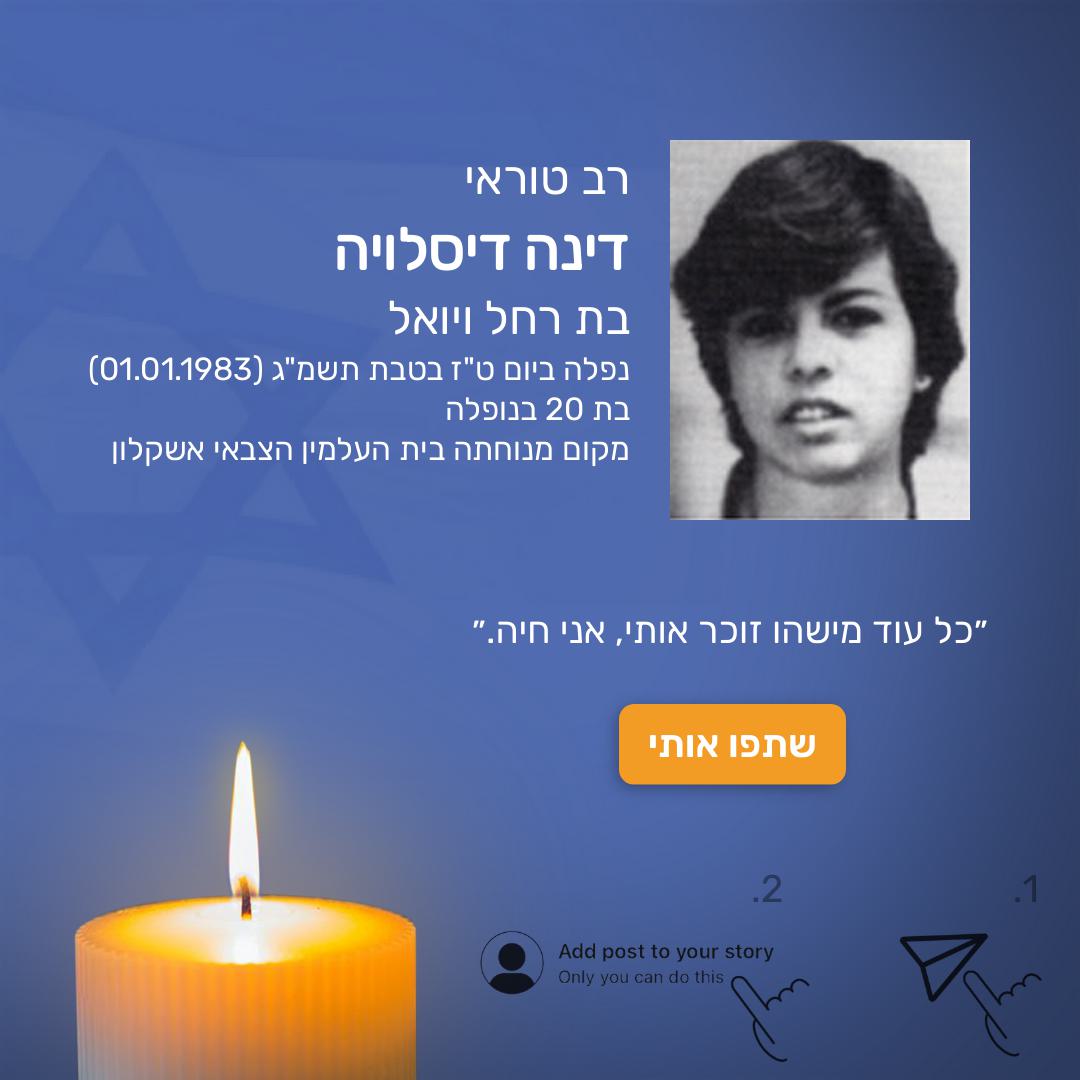 רב טוראי
דינה דיסלויה
בת רחל ויואל
נפלה ביום ט"ז בטבת תשמ"ג (01.01.1983)
בת 20 בנופלה
מקום מנוחתה בית העלמין הצבאי אשקלון
״כל עוד מישהו זוכר אותי, אני חיה.״
שתפו אותי
.1
.2
Add post to your story
Only you can do this